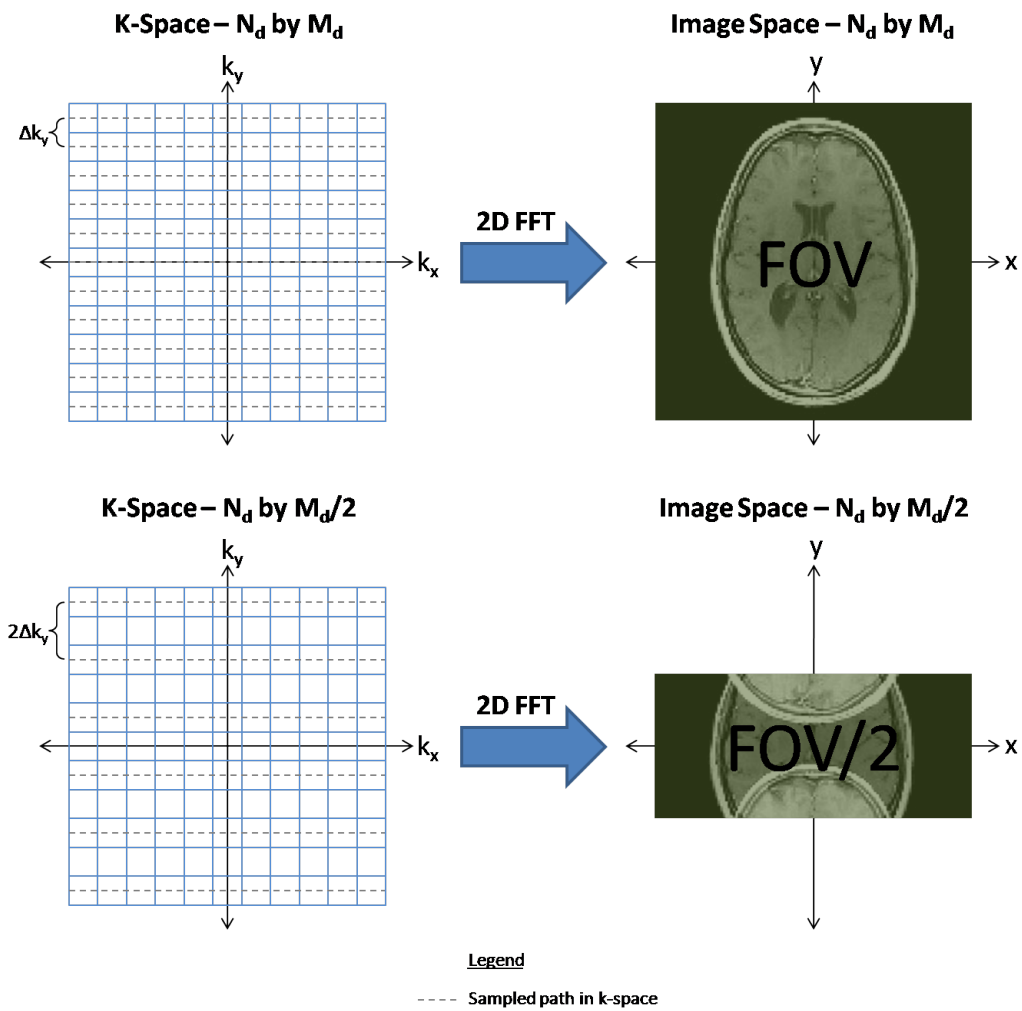 K-Space – Nd by Md
Image Space – Nd by Md
ky
y
Δky
2D FFT
kx
FOV
x
K-Space – Nd by Md/2
Image Space – Nd by Md/2
ky
y
2Δky
2D FFT
kx
FOV/2
x
Legend
Sampled path in k-space